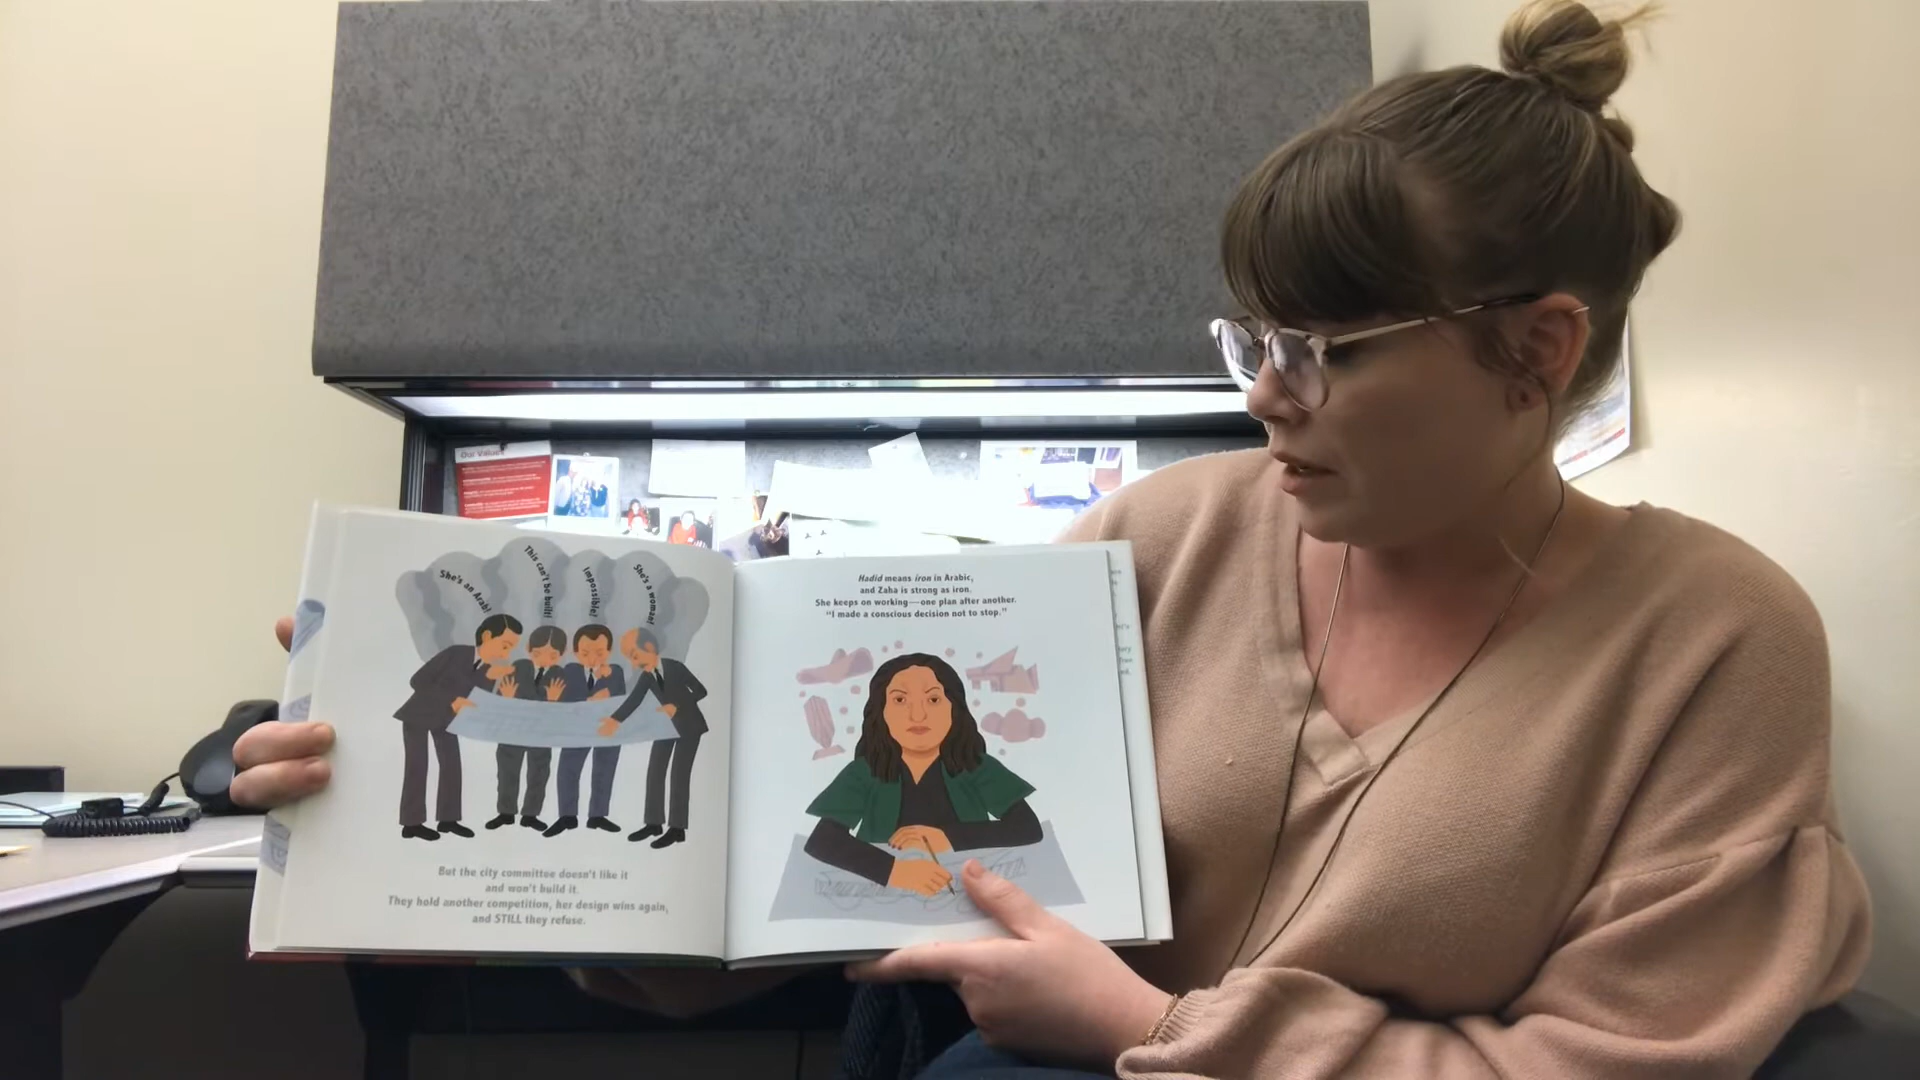 Our Values
She's an Arab!
This can't be built!
Impossible!
She's a woman!
But the city committee doesn't like it
and won't build it.
They hold another competition, her design wins again,
and STILL they refuse.
Hadid means iron in Arabic,
and Zaha is strong as iron.
She keeps on working—one plan after another.
"I made a conscious decision not to stop."